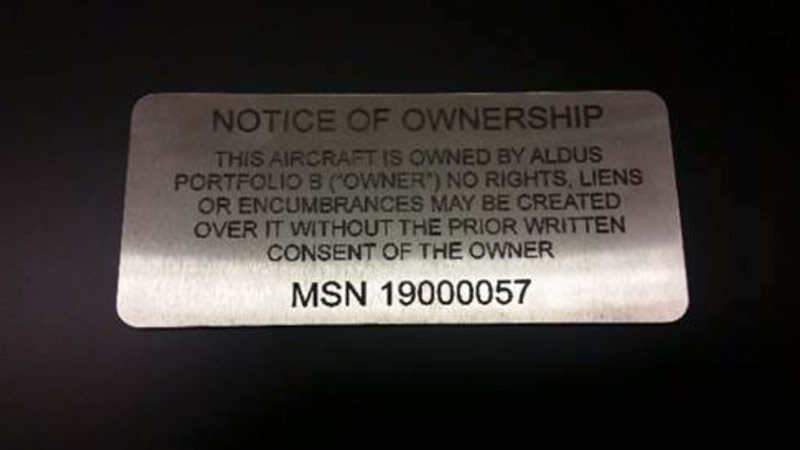 NOTICE OF OWNERSHIP
THIS AIRCRAFT IS OWNED BY ALDUS
PORTFOLIO B ("OWNER") NO RIGHTS, LIENS
OR ENCUMBRANCES MAY BE CREATED
OVER IT WITHOUT THE PRIOR WRITTEN
CONSENT OF THE OWNER
MSN 19000057